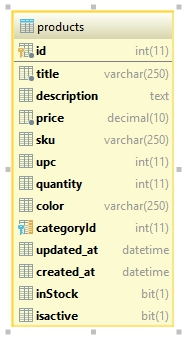 products
id int(11)
title varchar(250)
description text
price decimal(10)
sku varchar(250)
upc int(11)
quantity int(11)
color varchar(250)
categoryId int(11)
updated_at datetime
created_at datetime
inStock bit(1)
isactive bit(1)